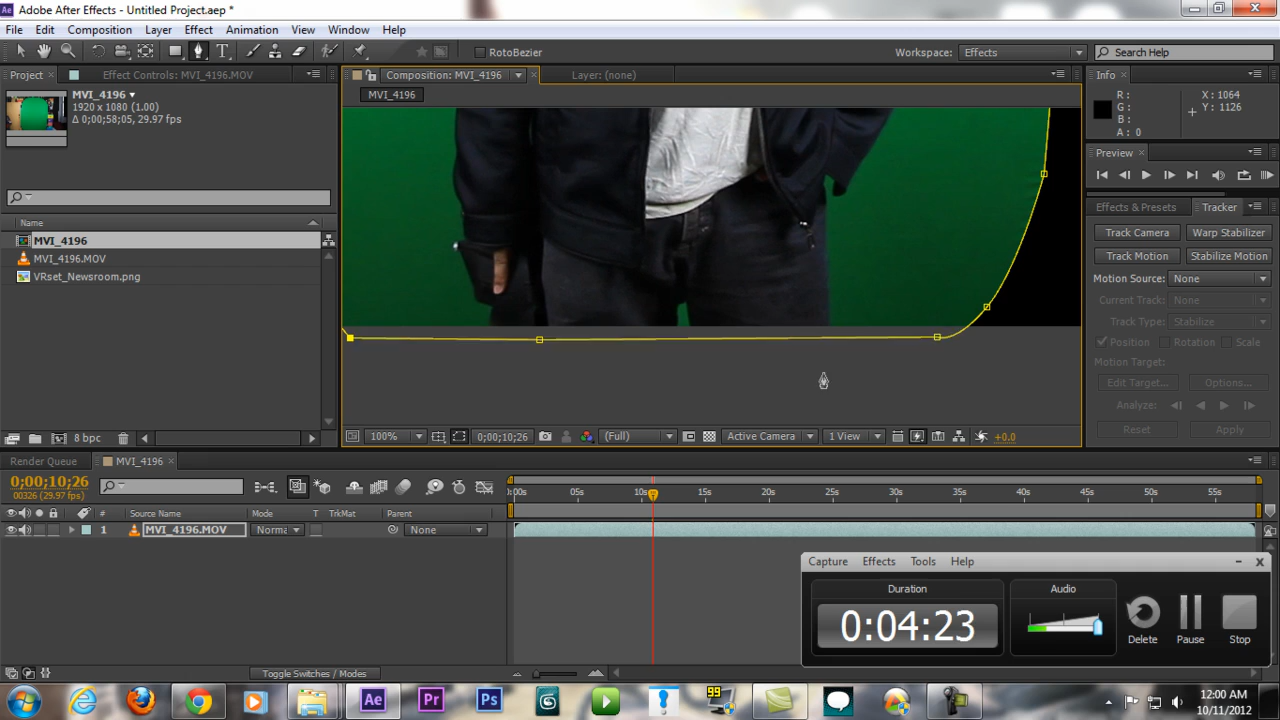 Adobe After Effects - Untitled Project.aep *
File Edit Composition Layer Effect Animation View Window Help
RotoBezier
Workspace: Effects
Search Help
Project Effect Controls: MVI_4196.MOV
Composition: MVI_4196
Layer: (none)
Info
MVI_4196
MVI_4196
1920 x 1080 (1.00)
Δ 0;00;58;05, 29.97 fps
R :
G :
B :
A : 0
X : 1064
Y : 1126
Preview
Effects & Presets Tracker
Track Camera Warp Stabilizer
Track Motion Stabilize Motion
Motion Source: None
Current Track: None
Track Type: Stabilize
Position Rotation Scale
Motion Target:
Edit Target... Options...
Analyze:
Reset Apply
Name
MVI_4196
MVI_4196.MOV
VRset_Newsroom.png
8 bpc
100% 0;00;10;26 (Full) Active Camera 1 View +0.0
Render Queue MVI_4196
0;00;10;26
00326 (29.97 fps)
:00s 05s 10s 15s 20s 25s 30s 35s 40s 45s 50s 55s
# Source Name Mode T TrkMat Parent
1 MVI_4196.MOV Norma None
Capture Effects Tools Help
Duration Audio
0:04:23
Delete Pause Stop
Toggle Switches / Modes
Ae Pr Ps 99
12:00 AM
10/11/2012